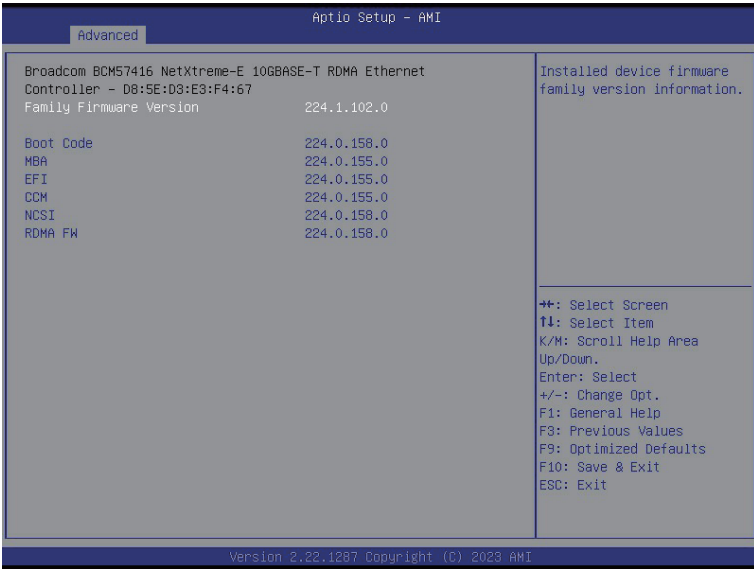 Aptio Setup – AMI
Advanced
Broadcom BCM57416 NetXtreme-E 10GBASE-T RDMA Ethernet
Controller – D8:5E:D3:E3:F4:67
Family Firmware Version 224.1.102.0
Boot Code 224.0.158.0
MBA 224.0.155.0
EFI 224.0.155.0
CCM 224.0.155.0
NCSI 224.0.158.0
RDMA FW 224.0.158.0
Installed device firmware
family version information.
→←: Select Screen
↑↓: Select Item
K/M: Scroll Help Area
Up/Down.
Enter: Select
+/-: Change Opt.
F1: General Help
F3: Previous Values
F9: Optimized Defaults
F10: Save & Exit
ESC: Exit
Version 2.22.1287 Copyright (C) 2023 AMI